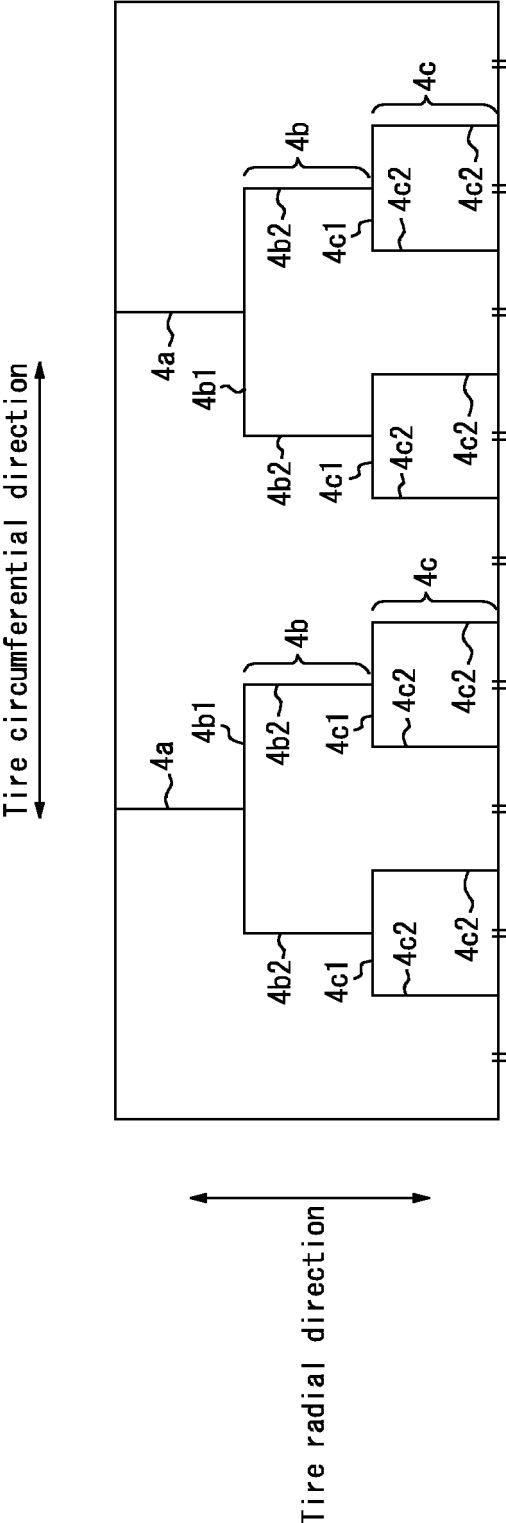 Tire circumferential direction
4a
4a
4b1
4b1
4b2
4b2
4b
4b2
4b2
4b
Tire radial direction
4c1
4c1
4c1
4c1
4c2
4c2
4c
4c2
4c2
4c
4c2
4c2
4c2
4c2